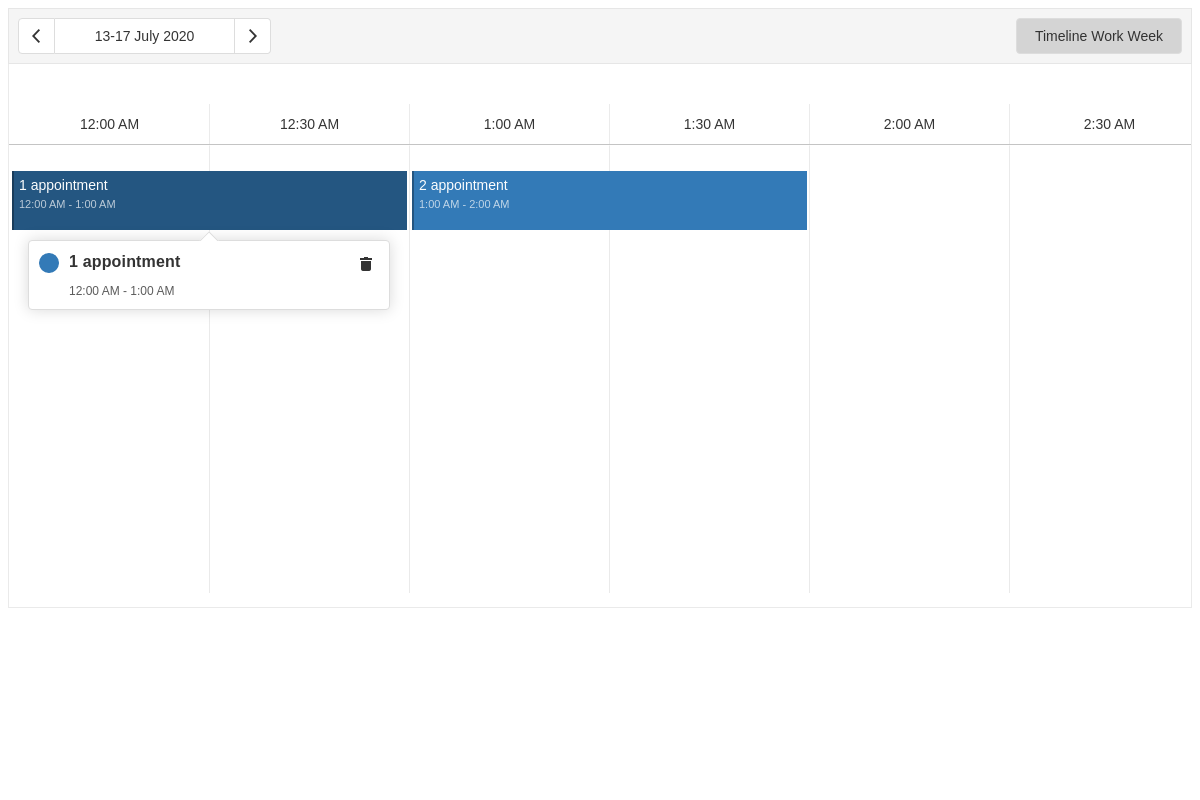 13-17 July 2020
Timeline Work Week
12:00 AM 12:30 AM 1:00 AM 1:30 AM 2:00 AM 2:30 AM
1 appointment
12:00 AM - 1:00 AM
2 appointment
1:00 AM - 2:00 AM
1 appointment
12:00 AM - 1:00 AM